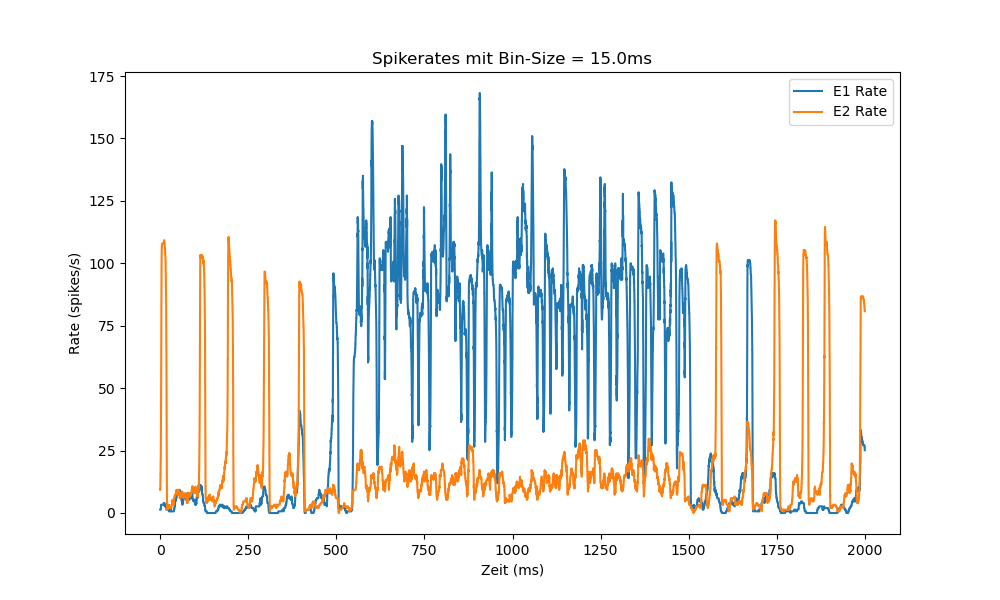 Spikerates mit Bin-Size = 15.0ms
E1 Rate
E2 Rate
Rate (spikes/s)
175
150
125
100
75
50
25
0
0 250 500 750 1000 1250 1500 1750 2000
Zeit (ms)